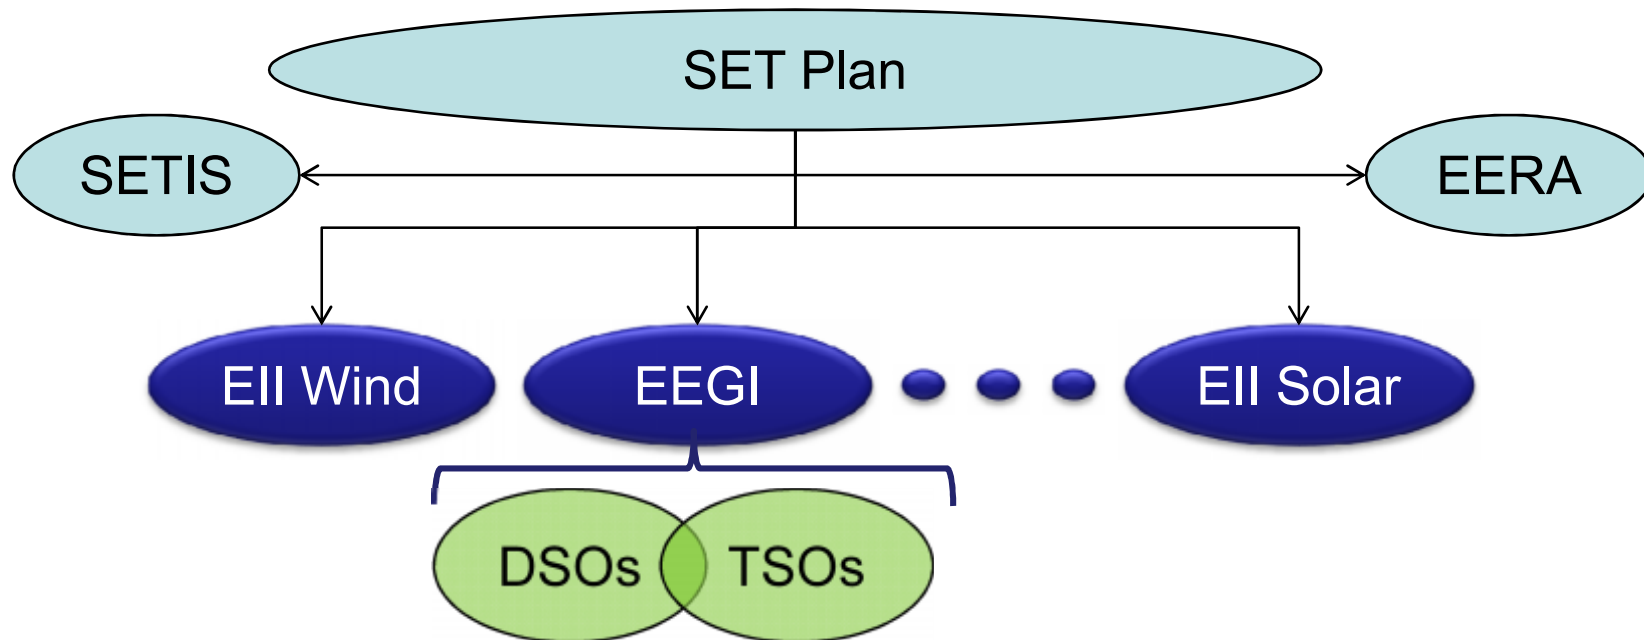 SET Plan
SETIS
EERA
EII Wind
EEGI
EII Solar
DSOs
TSOs